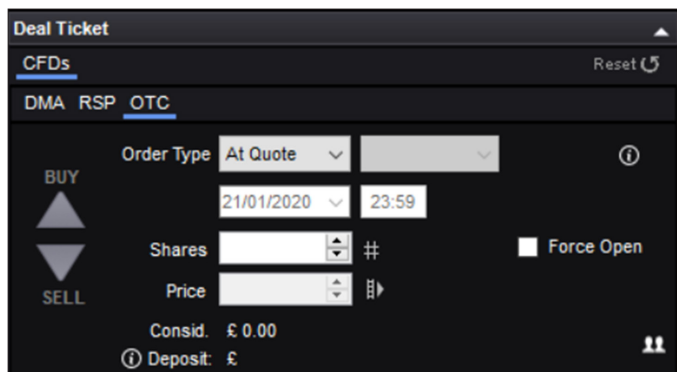 Deal Ticket
CFDs Reset
DMA RSP OTC
Order Type At Quote
BUY
21/01/2020 23:59
Shares # Force Open
SELL Price
Consid. £ 0.00
Deposit: £